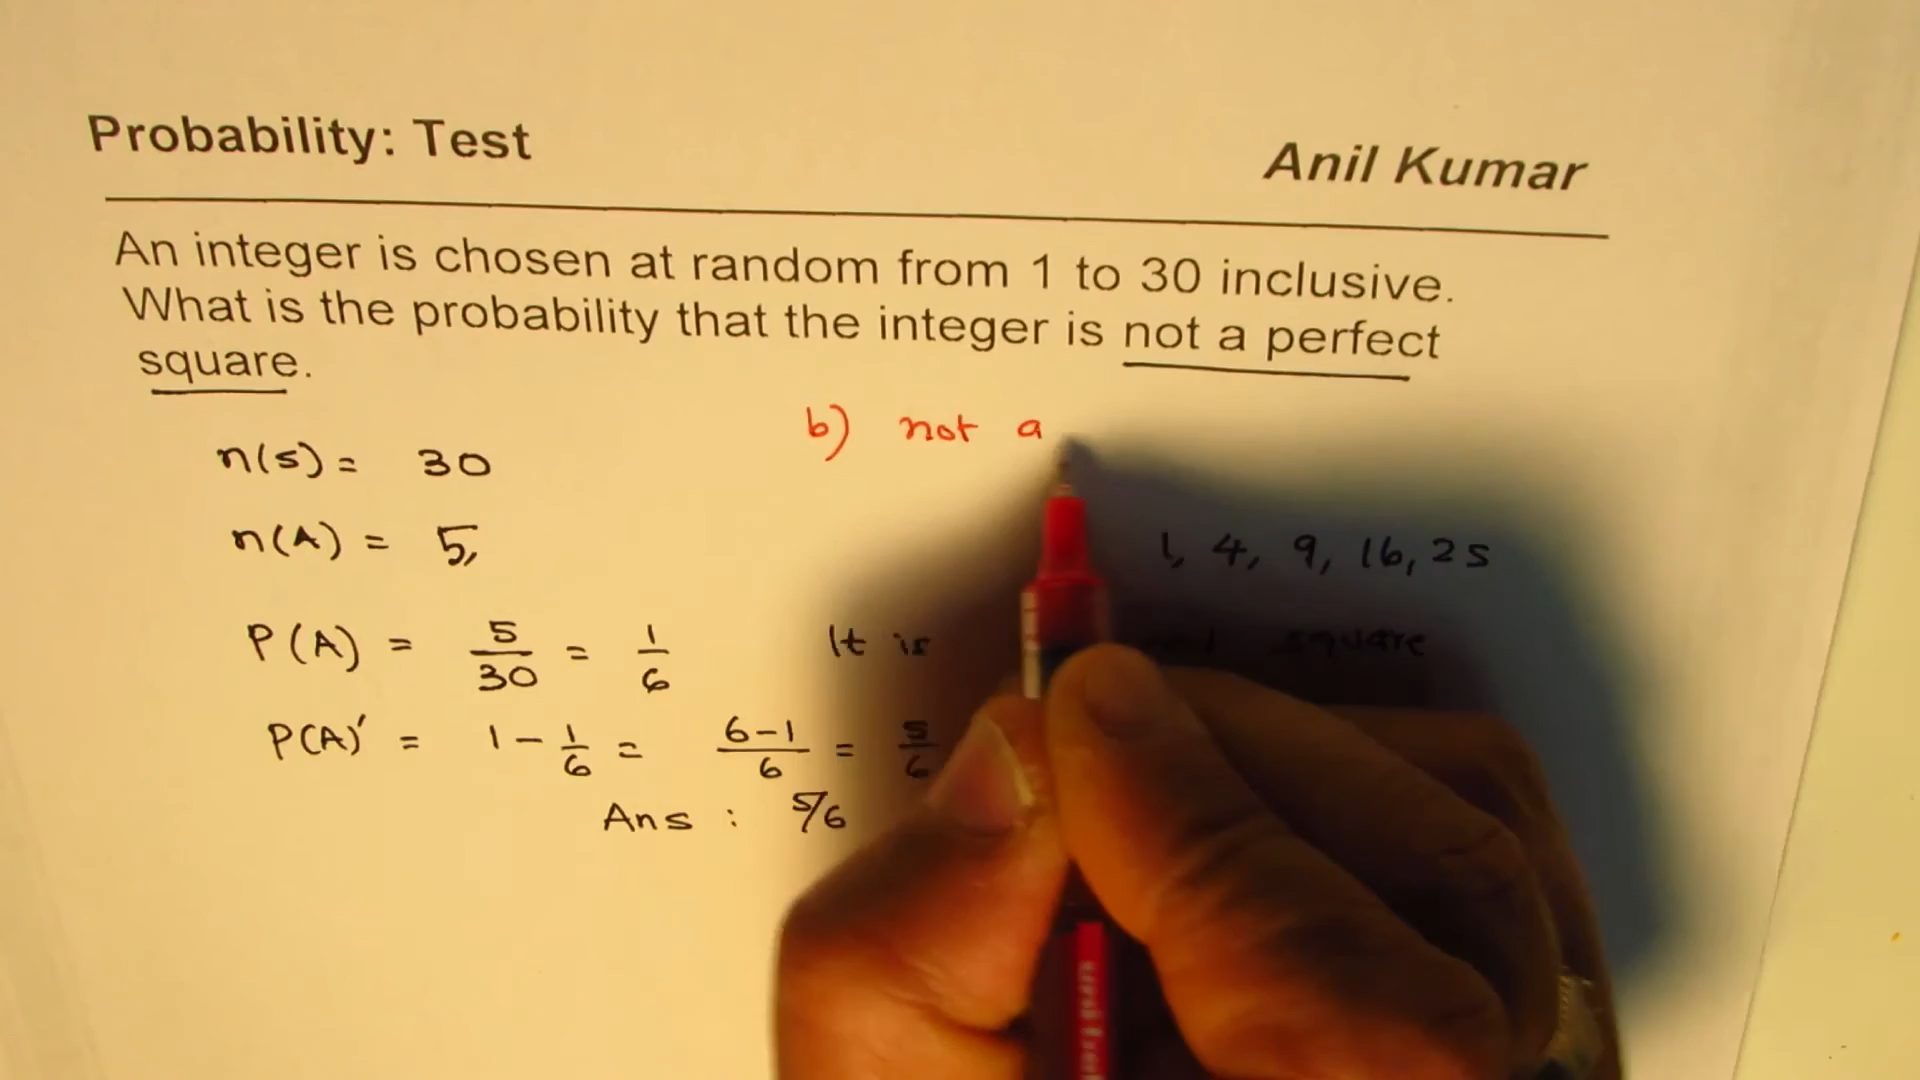 Probability: Test
Anil Kumar
An integer is chosen at random from 1 to 30 inclusive.
What is the probability that the integer is not a perfect
square.
b) not a
n(s) = 30
n(A) = 5,
1, 4, 9, 16, 25
P(A) = 5/30 = 1/6
It is square
P(A)' = 1 - 1/6 = 6-1/6 = 5/6
Ans : 5/6